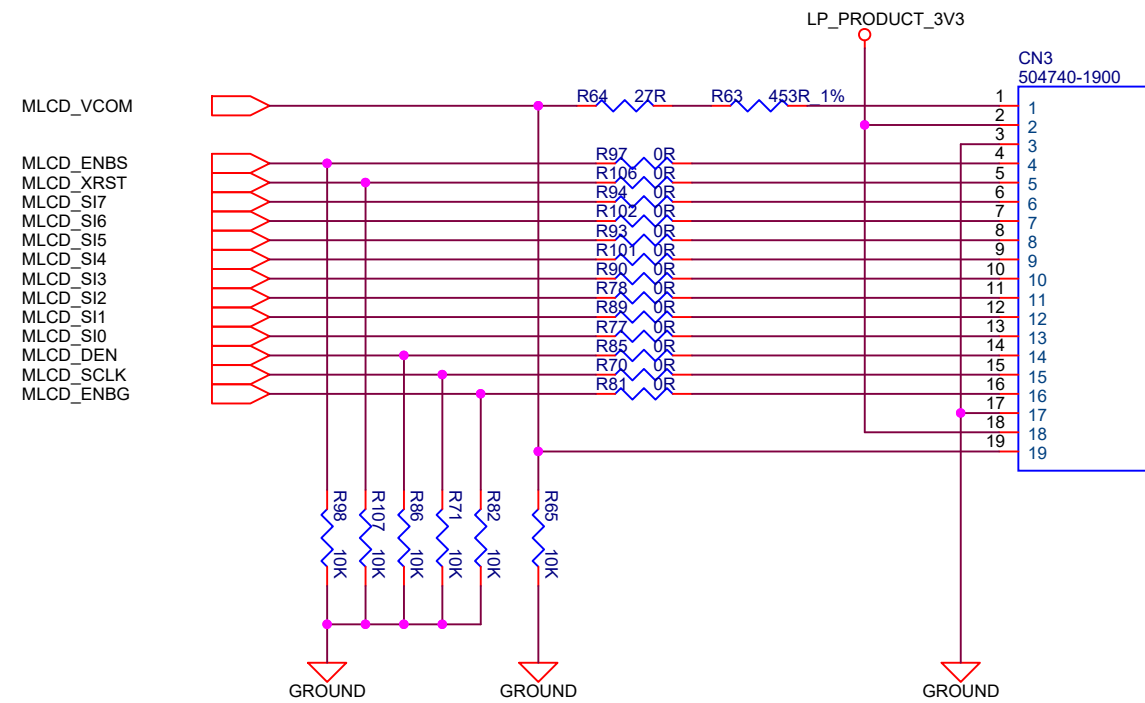 LP_PRODUCT_3V3
CN3
504740-1900
MLCD_VCOM
R64 27R R63 453R_1% 1 1
2 2
3 3
MLCD_ENBS R97 0R 4 4
MLCD_XRST R106 0R 5 5
MLCD_SI7 R94 0R 6 6
MLCD_SI6 R102 0R 7 7
MLCD_SI5 R93 0R 8 8
MLCD_SI4 R101 0R 9 9
MLCD_SI3 R90 0R 10 10
MLCD_SI2 R78 0R 11 11
MLCD_SI1 R89 0R 12 12
MLCD_SI0 R77 0R 13 13
MLCD_DEN R85 0R 14 14
MLCD_SCLK R70 0R 15 15
MLCD_ENBG R81 0R 16 16
17 17
18 18
19 19
R98 10K
R107 10K
R86 10K
R71 10K
R82 10K
R65 10K
GROUND GROUND GROUND